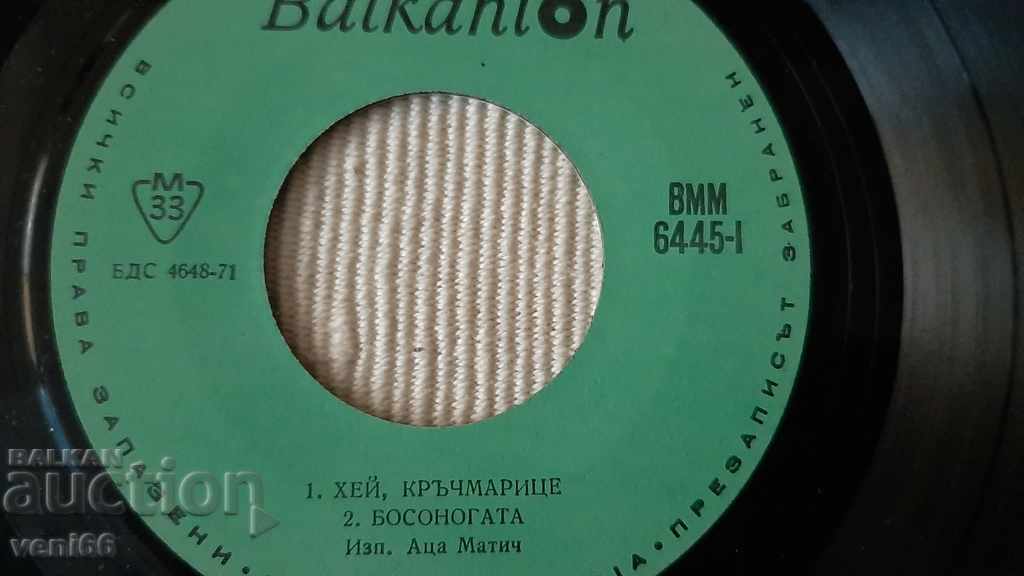 Balkanton
ВСИЧКИ ПРАВА ЗАПАЗЕНИ
ПРЕЗАПИСЪТ ЗАБРАНЕН
М
33
БДС 4648-71
ВММ
6445-I
1. ХЕЙ, КРЪЧМАРИЦЕ
2. БОСОНОГАТА
Изп. Аца Матич
BALKAN
auction
veni66